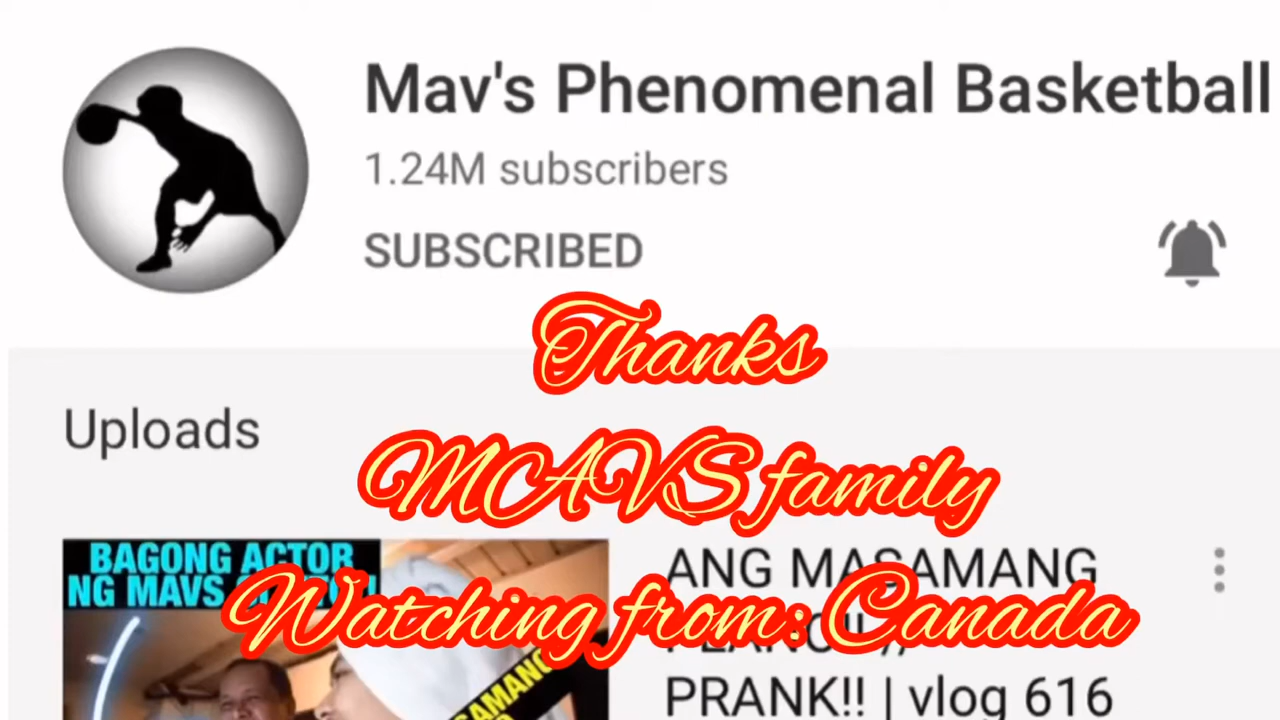 Mav's Phenomenal Basketball
1.24M subscribers
SUBSCRIBED
Thanks
Uploads
MCAVS family
BAGONG ACTOR
NG MAVS
ANG MASAMANG
Watching from: Canada
PRANK!! | vlog 616